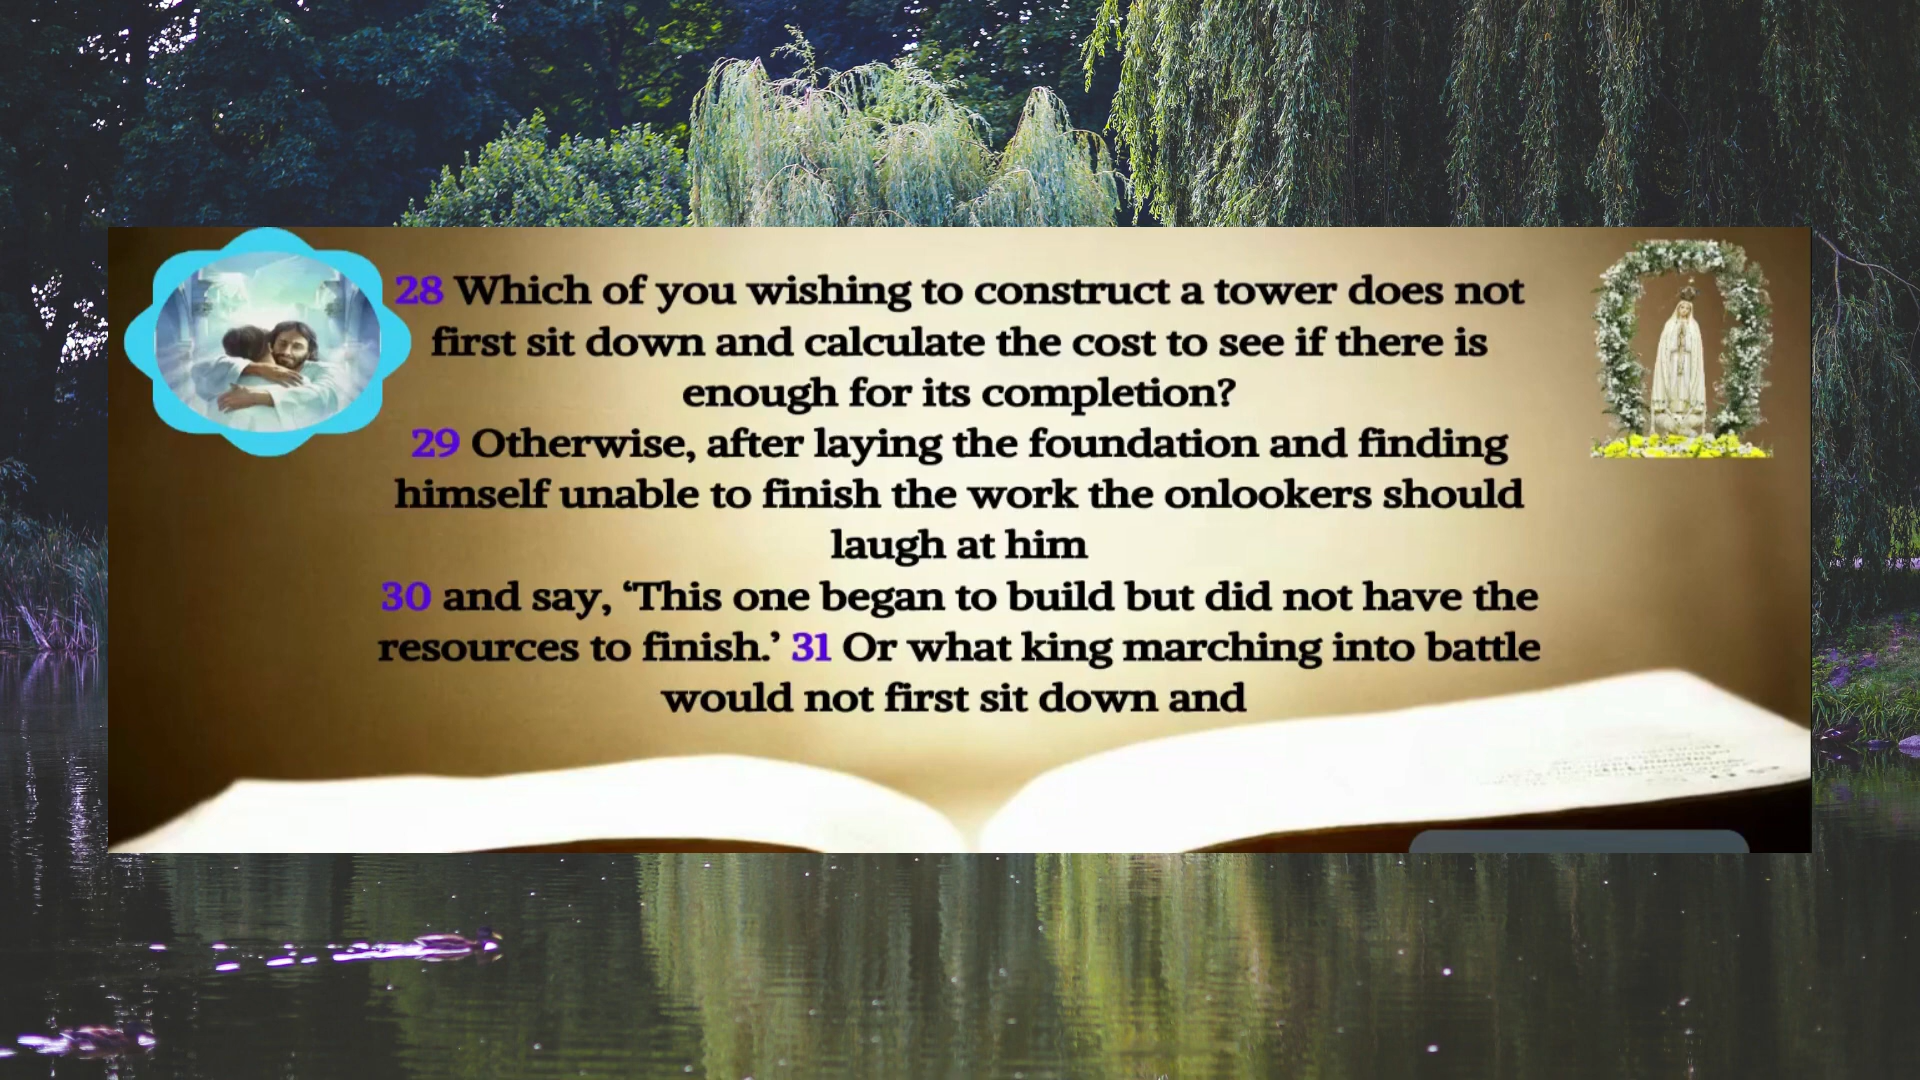 28 Which of you wishing to construct a tower does not
first sit down and calculate the cost to see if there is
enough for its completion?
29 Otherwise, after laying the foundation and finding
himself unable to finish the work the onlookers should
laugh at him
30 and say, ‘This one began to build but did not have the
resources to finish.’ 31 Or what king marching into battle
would not first sit down and